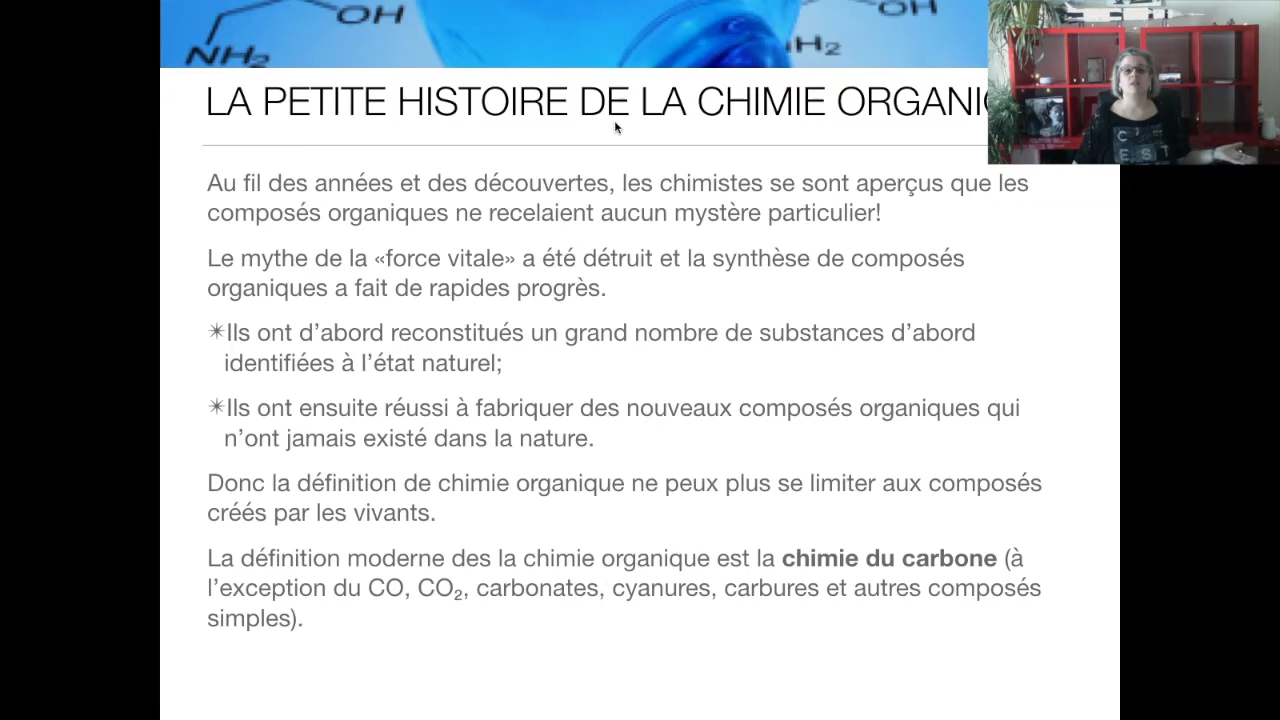 OH
OH
NH₂
H₂
LA PETITE HISTOIRE DE LA CHIMIE ORGANI
Au fil des années et des découvertes, les chimistes se sont aperçus que les
composés organiques ne recelaient aucun mystère particulier!
Le mythe de la «force vitale» a été détruit et la synthèse de composés
organiques a fait de rapides progrès.
✴Ils ont d’abord reconstitués un grand nombre de substances d’abord
identifiées à l’état naturel;
✴Ils ont ensuite réussi à fabriquer des nouveaux composés organiques qui
n’ont jamais existé dans la nature.
Donc la définition de chimie organique ne peux plus se limiter aux composés
créés par les vivants.
La définition moderne des la chimie organique est la chimie du carbone (à
l’exception du CO, CO₂, carbonates, cyanures, carbures et autres composés
simples).